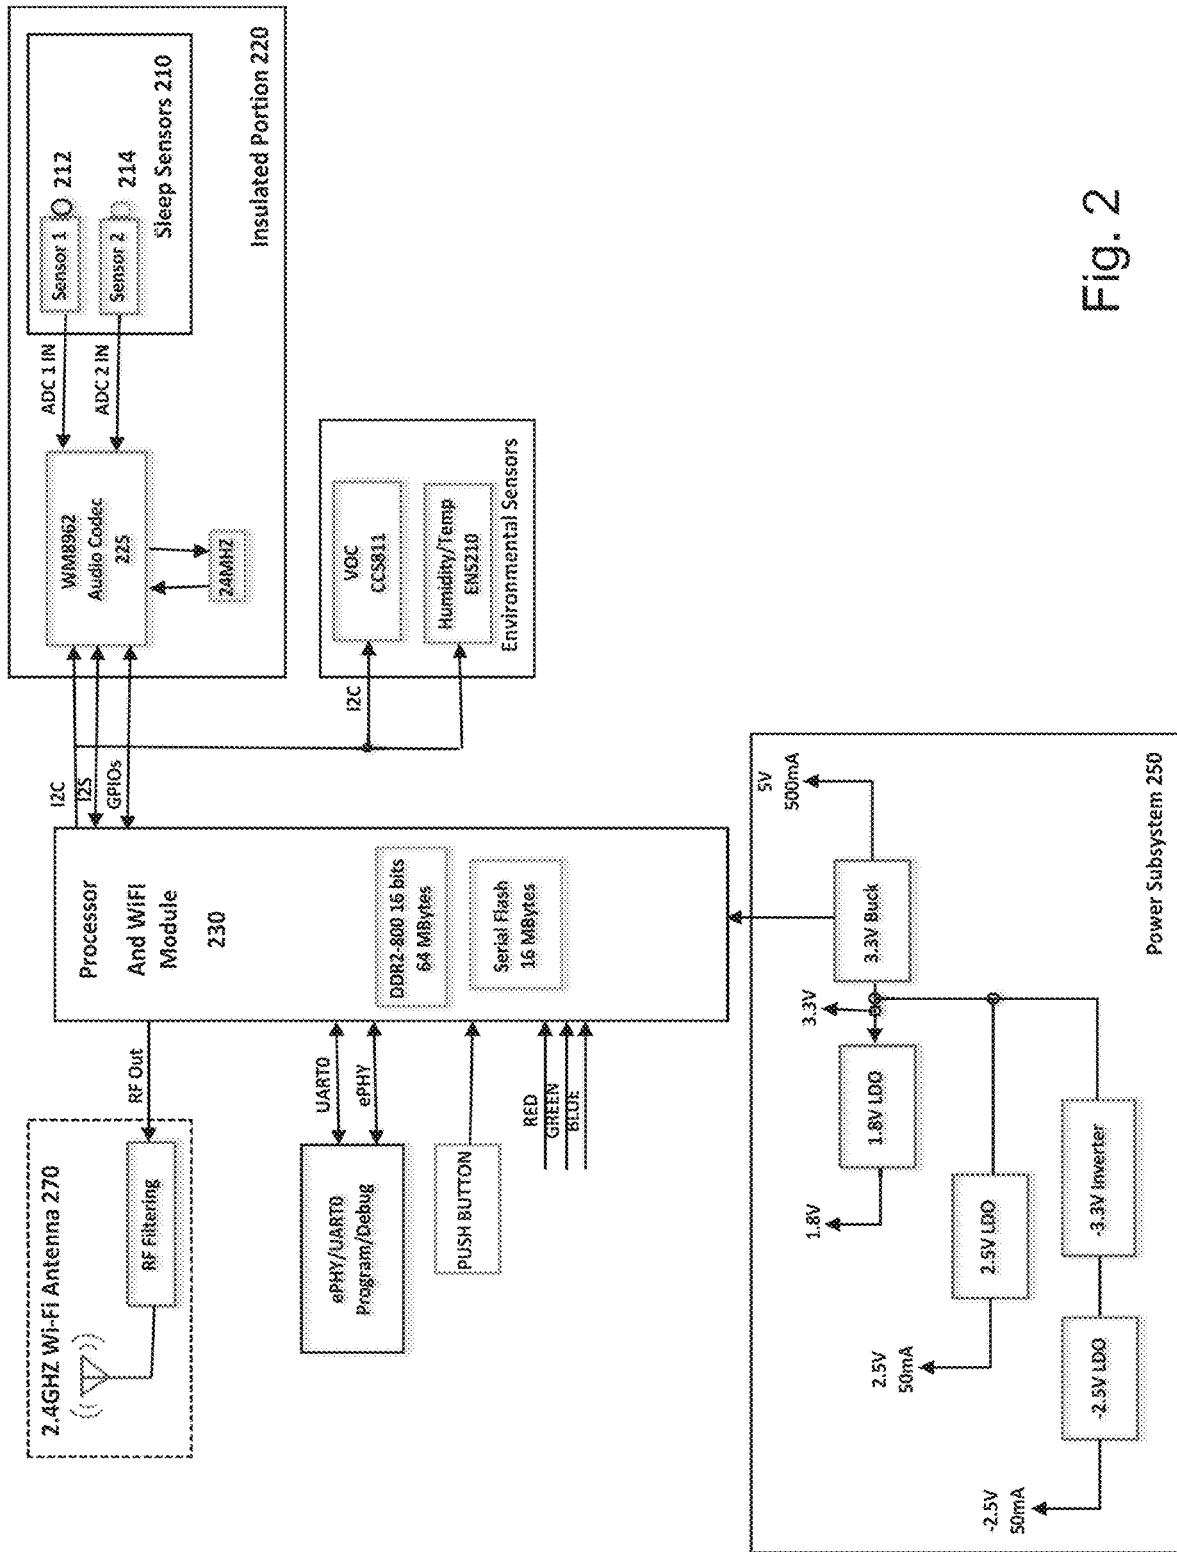 2.4GHZ Wi-Fi Antenna 270
RF Filtering
RF Out
ePHY/UART0
Program/Debug
UART0
ePHY
PUSH BUTTON
RED
GREEN
BLUE
Processor
And WiFi
Module
230
DDR2-800 16 bits
64 MBytes
Serial Flash
16 MBytes
I2C
I2S
GPIOs
WM8962
Audio Codec
225
24MHZ
ADC 1 IN
ADC 2 IN
Sensor 1
212
Sensor 2
214
Sleep Sensors 210
Insulated Portion 220
I2C
VOC
CCS811
Humidity/Temp
ENS210
Environmental Sensors
5V
500mA
3.3V Buck
3.3V
1.8V LDO
1.8V
2.5V LDO
2.5V
50mA
-3.3V Inverter
-2.5V LDO
-2.5V
50mA
Power Subsystem 250
Fig. 2